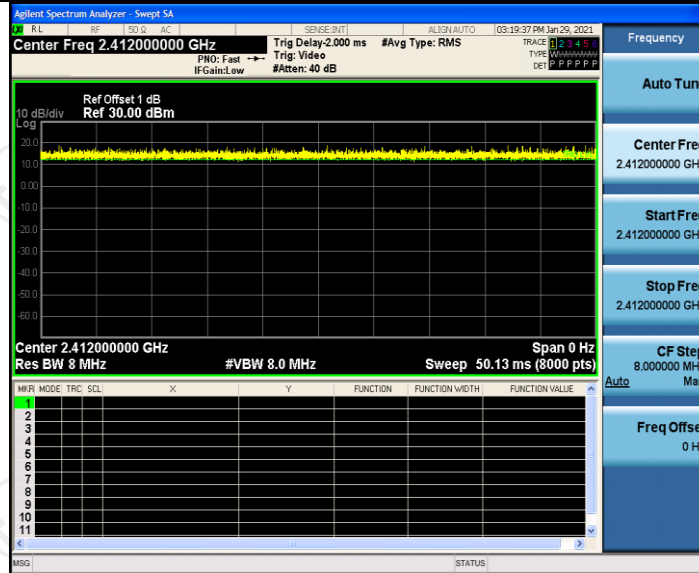 Agilent Spectrum Analyzer - Swept SA
RL RF 50 Ω AC SENSE:INT ALIGNAUTO 03:19:37 PM Jan 29, 2021
Center Freq 2.412000000 GHz
PNO: Fast
IFGain:Low
Trig Delay-2.000 ms
Trig: Video
#Atten: 40 dB
#Avg Type: RMS
TRACE 1 2 3 4 5 6
TYPE WWWWWW
DET P P P P P P
Ref Offset 1 dB
10 dB/div Ref 30.00 dBm
Log
20.0
10.0
0.00
-10.0
-20.0
-30.0
-40.0
-50.0
-60.0
Center 2.412000000 GHz Span 0 Hz
Res BW 8 MHz #VBW 8.0 MHz Sweep 50.13 ms (8000 pts)
MKR MODE TRC SCL X Y FUNCTION FUNCTION WIDTH FUNCTION VALUE
1
2
3
4
5
6
7
8
9
10
11
MSG STATUS
Frequency
Auto Tun
Center Fre
2.412000000 GH
Start Fre
2.412000000 GH
Stop Fre
2.412000000 GH
CF Step
8.000000 MH
Auto Ma
Freq Offse
0 H